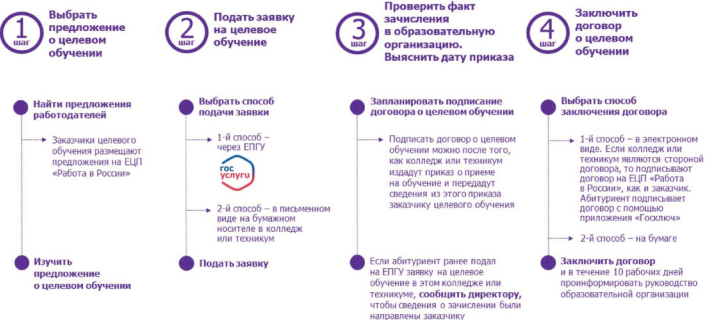 1
шаг
Выбрать
предложение
о целевом
обучении
Найти предложения
работодателей
Заказчики целевого
обучения размещают
предложения на ЕЦП
«Работа в России»
Изучить
предложение
о целевом обучении
2
шаг
Подать заявку
на целевое
обучение
Выбрать способ
подачи заявки
1-й способ –
через ЕПГУ
гос
услуги
2-й способ – в письменном
виде на бумажном
носителе в колледж
или техникум
Подать заявку
3
шаг
Проверить факт
зачисления
в образовательную
организацию.
Выяснить дату приказа
Запланировать подписание
договора о целевом обучении
Подписать договор о целевом
обучении можно после того,
как колледж или техникум
издадут приказ о приеме
на обучение и передадут
сведения из этого приказа
заказчику целевого обучения
Если абитуриент ранее подал
на ЕПГУ заявку на целевое
обучение в этом колледже или
техникуме, сообщить директору,
чтобы сведения о зачислении были
направлены заказчику
4
шаг
Заключить
договор
о целевом
обучении
Выбрать способ
заключения договора
1-й способ – в электронном
виде. Если колледж или
техникум являются стороной
договора, то подписывают
договор на ЕЦП «Работа
в России», как и заказчик.
Абитуриент подписывает
договор с помощью
приложения «Госключ»
2-й способ – на бумаге
Заключить договор
и в течение 10 рабочих дней
проинформировать руководство
образовательной организации